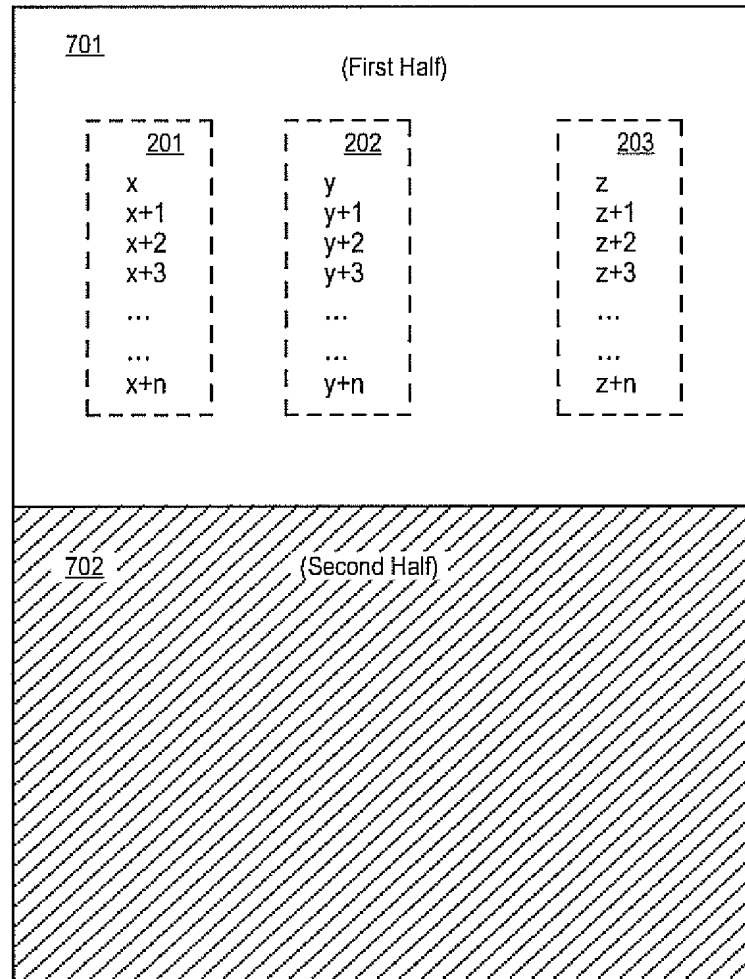 701
(First Half)
201 202 203
x y z
x+1 y+1 z+1
x+2 y+2 z+2
x+3 y+3 z+3
... ... ...
... ... ...
x+n y+n z+n
702 (Second Half)